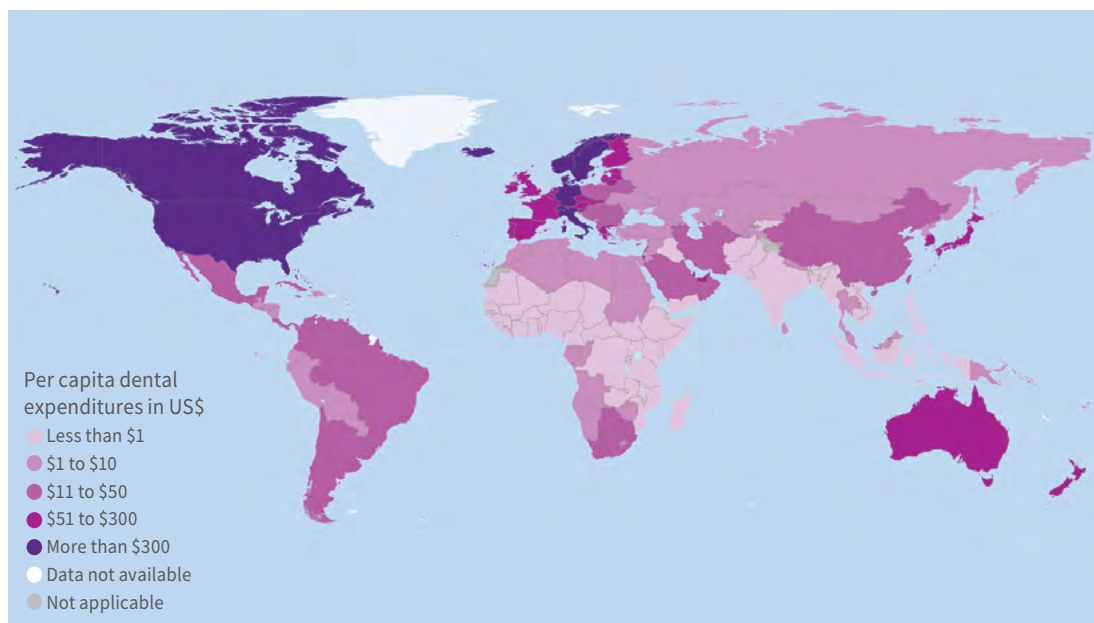 Per capita dental
expenditures in US$
Less than $1
$1 to $10
$11 to $50
$51 to $300
More than $300
Data not available
Not applicable